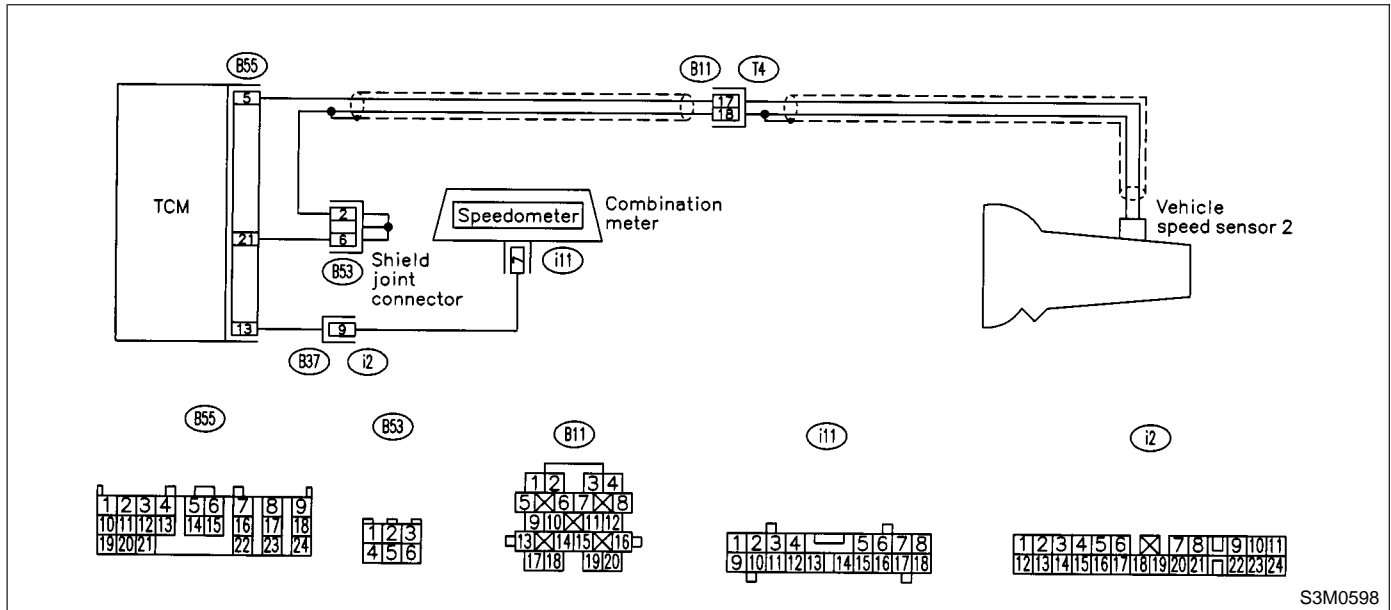 B55
B11 T4
5
17
18
TCM
2
6
21
B53
Shield
joint
connector
Speedometer
Combination
meter
7
i11
Vehicle
speed sensor 2
13
9
B37 i2
B55
1 2 3 4 5 6 7 8 9
10 11 12 13 14 15 16 17 18
19 20 21 22 23 24
B53
1 2 3
4 5 6
B11
1 2 3 4
5 6 7 8
9 10 11 12
13 14 15 16
17 18 19 20
i11
1 2 3 4 5 6 7 8
9 10 11 12 13 14 15 16 17 18
i2
1 2 3 4 5 6 7 8 9 10 11
12 13 14 15 16 17 18 19 20 21 22 23 24
S3M0598